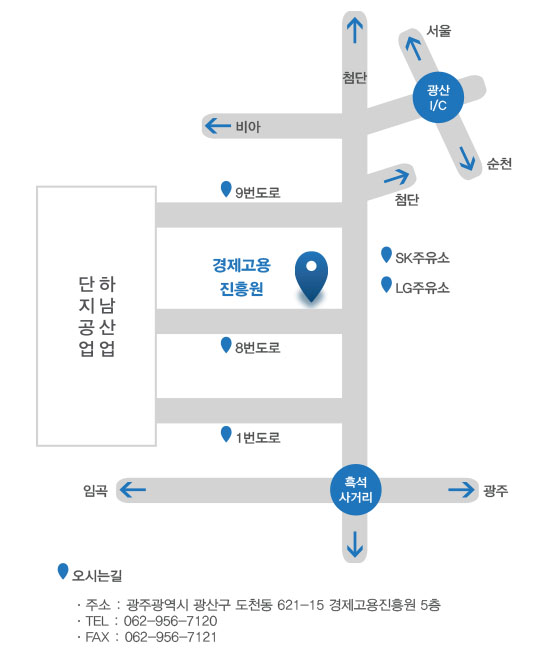 서울
첨단
광산
I/C
비아
순천
9번도로
첨단
경제고용
진흥원
SK주유소
LG주유소
하남산업
단지공업
8번도로
1번도로
흑석
사거리
임곡
광주
오시는길
· 주소 : 광주광역시 광산구 도천동 621-15 경제고용진흥원 5층
· TEL : 062-956-7120
· FAX : 062-956-7121